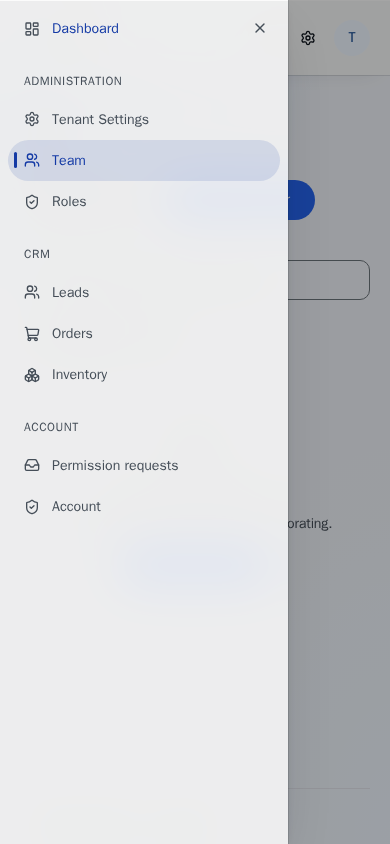 Dashboard
T
ADMINISTRATION
Tenant Settings
Team
Roles
CRM
Leads
Orders
Inventory
ACCOUNT
orating.
Permission requests
Account